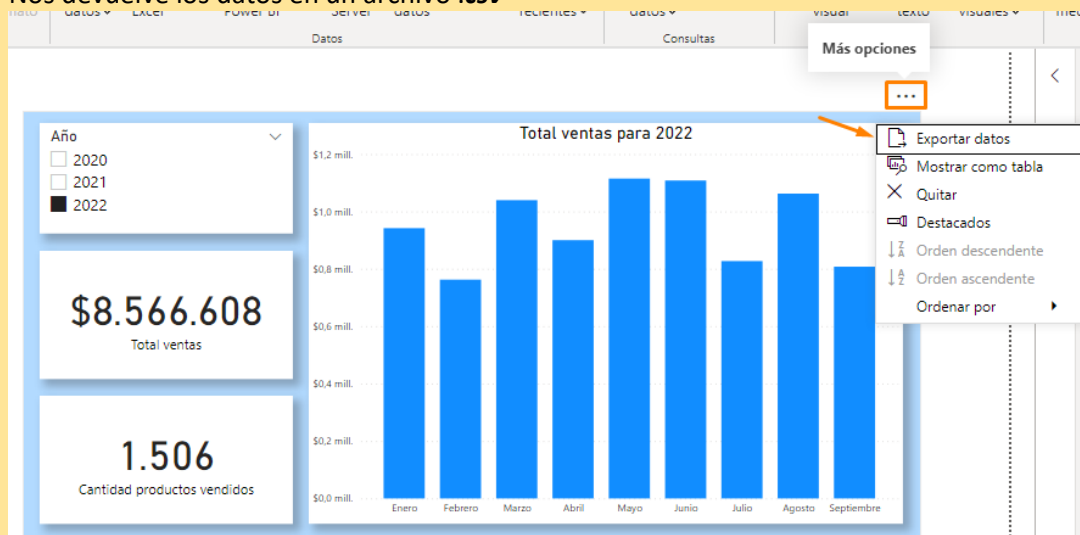 Nos devuelve los datos en un archivo .csv
datos Excel Power BI Server datos recientes datos visual texto visuales
Datos
Consultas
Más opciones
...
Exportar datos
Mostrar como tabla
Quitar
Destacados
Orden descendente
Orden ascendente
Ordenar por
Año
2020
2021
2022
$8.566.608
Total ventas
1.506
Cantidad productos vendidos
Total ventas para 2022
$1,2 mill.
$1,0 mill.
$0,8 mill.
$0,6 mill.
$0,4 mill.
$0,2 mill.
$0,0 mill.
Enero Febrero Marzo Abril Mayo Junio Julio Agosto Septiembre